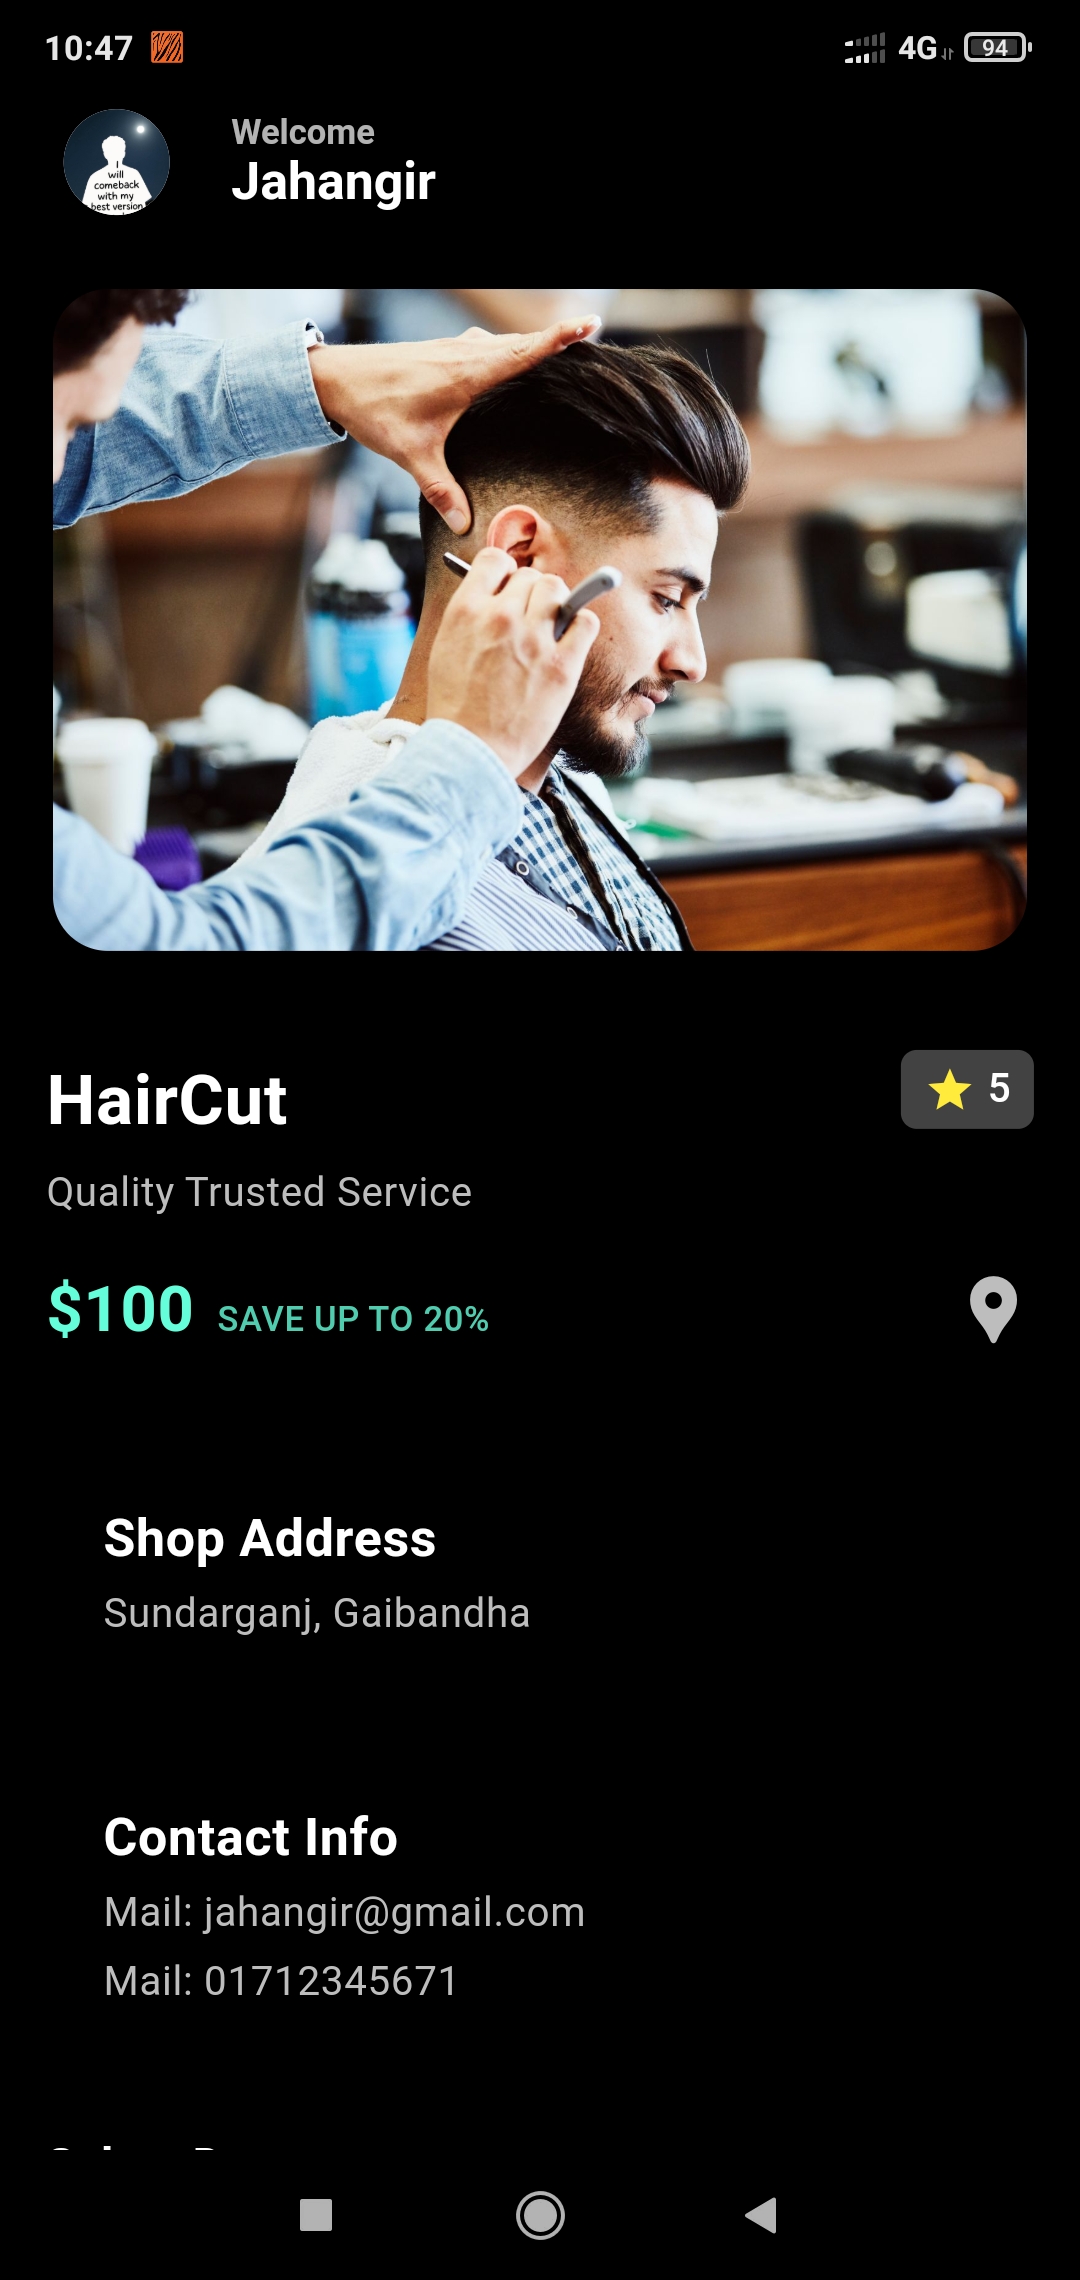 10:47
4G
94
Welcome
Jahangir
I
will
comeback
with my
best version
HairCut
5
Quality Trusted Service
$100 SAVE UP TO 20%
Shop Address
Sundarganj, Gaibandha
Contact Info
Mail: jahangir@gmail.com
Mail: 01712345671